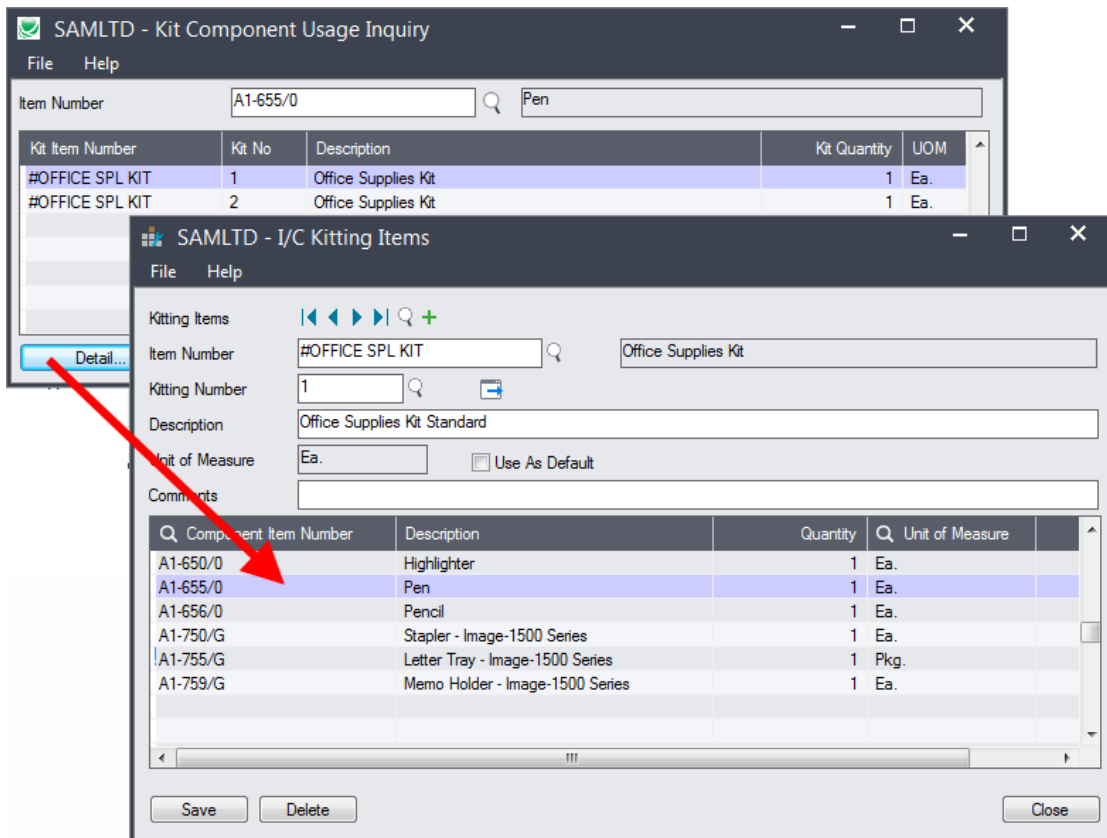 SAMLTD - Kit Component Usage Inquiry
File Help
Item Number A1-655/0 Pen
Kit Item Number Kit No Description Kit Quantity UOM
#OFFICE SPL KIT 1 Office Supplies Kit 1 Ea.
#OFFICE SPL KIT 2 Office Supplies Kit 1 Ea.
Detail...
SAMLTD - I/C Kitting Items
File Help
Kitting Items
Item Number #OFFICE SPL KIT Office Supplies Kit
Kitting Number 1
Description Office Supplies Kit Standard
Unit of Measure Ea. Use As Default
Comments
Component Item Number Description Quantity Unit of Measure
A1-650/0 Highlighter 1 Ea.
A1-655/0 Pen 1 Ea.
A1-656/0 Pencil 1 Ea.
A1-750/G Stapler - Image-1500 Series 1 Ea.
A1-755/G Letter Tray - Image-1500 Series 1 Pkg.
A1-759/G Memo Holder - Image-1500 Series 1 Ea.
Save Delete Close